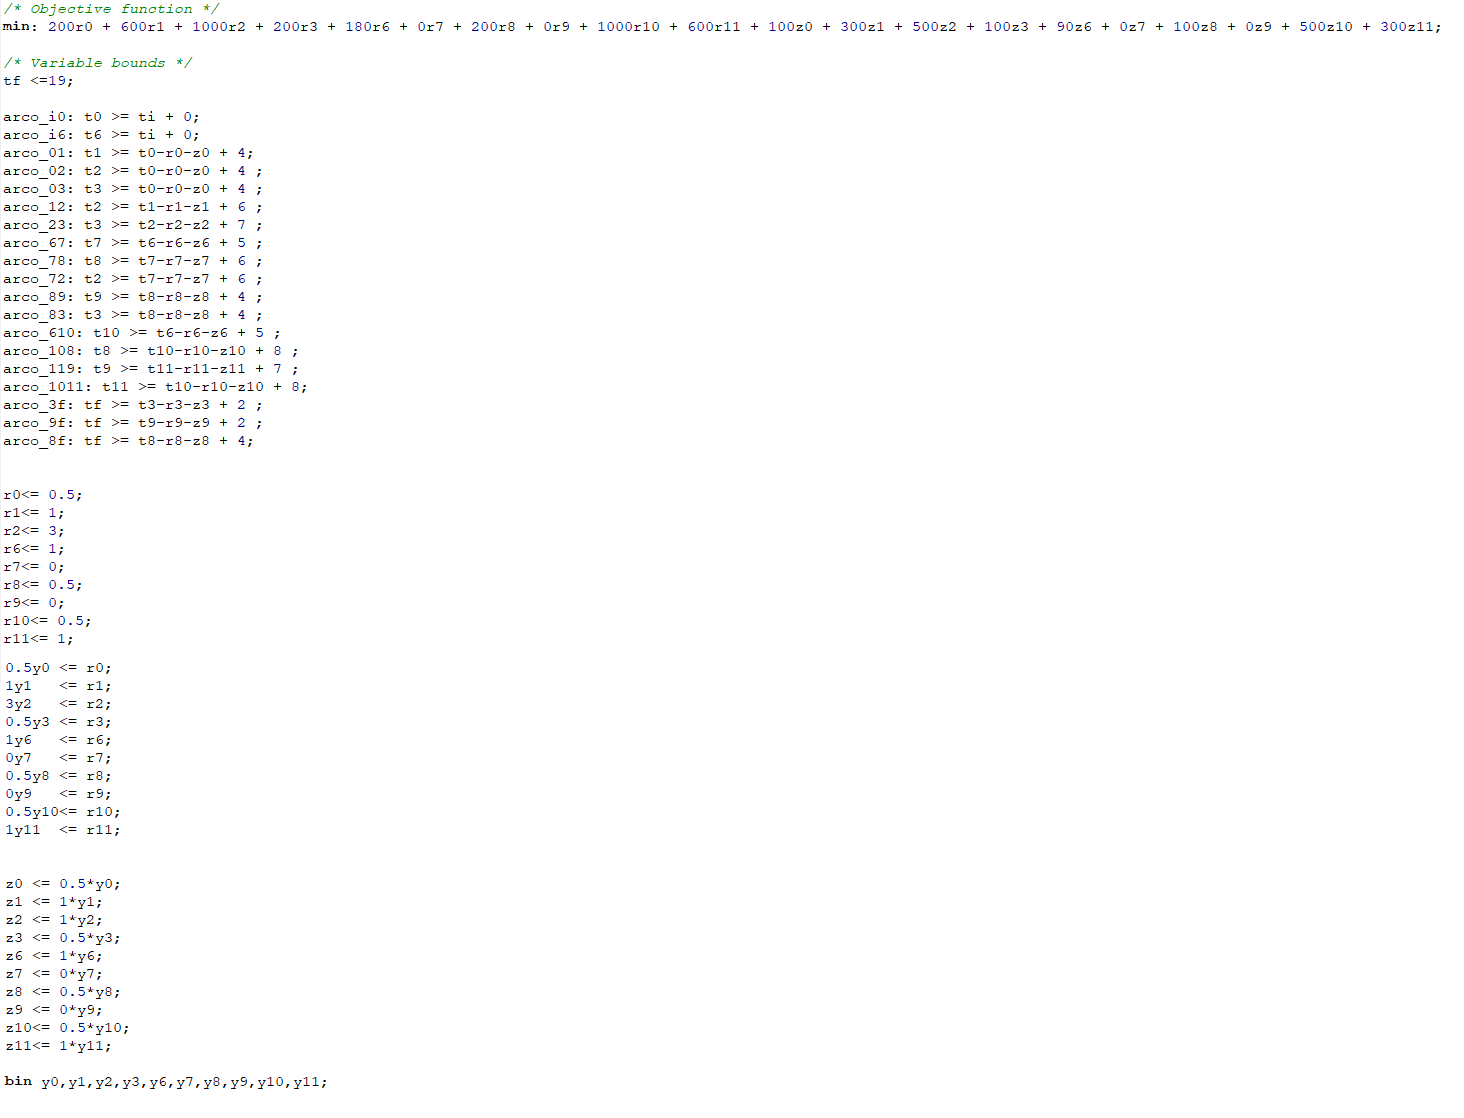 /* Objective function */
min: 200r0 + 600r1 + 1000r2 + 200r3 + 180r6 + 0r7 + 200r8 + 0r9 + 1000r10 + 600r11 + 100z0 + 300z1 + 500z2 + 100z3 + 90z6 + 0z7 + 100z8 + 0z9 + 500z10 + 300z11;
/* Variable bounds */
tf <=19;
arco_i0: t0 >= ti + 0;
arco_i6: t6 >= ti + 0;
arco_01: t1 >= t0-r0-z0 + 4;
arco_02: t2 >= t0-r0-z0 + 4 ;
arco_03: t3 >= t0-r0-z0 + 4 ;
arco_12: t2 >= t1-r1-z1 + 6 ;
arco_23: t3 >= t2-r2-z2 + 7 ;
arco_67: t7 >= t6-r6-z6 + 5 ;
arco_78: t8 >= t7-r7-z7 + 6 ;
arco_72: t2 >= t7-r7-z7 + 6 ;
arco_89: t9 >= t8-r8-z8 + 4 ;
arco_83: t3 >= t8-r8-z8 + 4 ;
arco_610: t10 >= t6-r6-z6 + 5 ;
arco_108: t8 >= t10-r10-z10 + 8 ;
arco_119: t9 >= t11-r11-z11 + 7 ;
arco_1011: t11 >= t10-r10-z10 + 8;
arco_3f: tf >= t3-r3-z3 + 2 ;
arco_9f: tf >= t9-r9-z9 + 2 ;
arco_8f: tf >= t8-r8-z8 + 4;
r0<= 0.5;
r1<= 1;
r2<= 3;
r6<= 1;
r7<= 0;
r8<= 0.5;
r9<= 0;
r10<= 0.5;
r11<= 1;
0.5y0 <= r0;
1y1   <= r1;
3y2   <= r2;
0.5y3 <= r3;
1y6   <= r6;
0y7   <= r7;
0.5y8 <= r8;
0y9   <= r9;
0.5y10<= r10;
1y11  <= r11;
z0 <= 0.5*y0;
z1 <= 1*y1;
z2 <= 1*y2;
z3 <= 0.5*y3;
z6 <= 1*y6;
z7 <= 0*y7;
z8 <= 0.5*y8;
z9 <= 0*y9;
z10<= 0.5*y10;
z11<= 1*y11;
bin y0,y1,y2,y3,y6,y7,y8,y9,y10,y11;